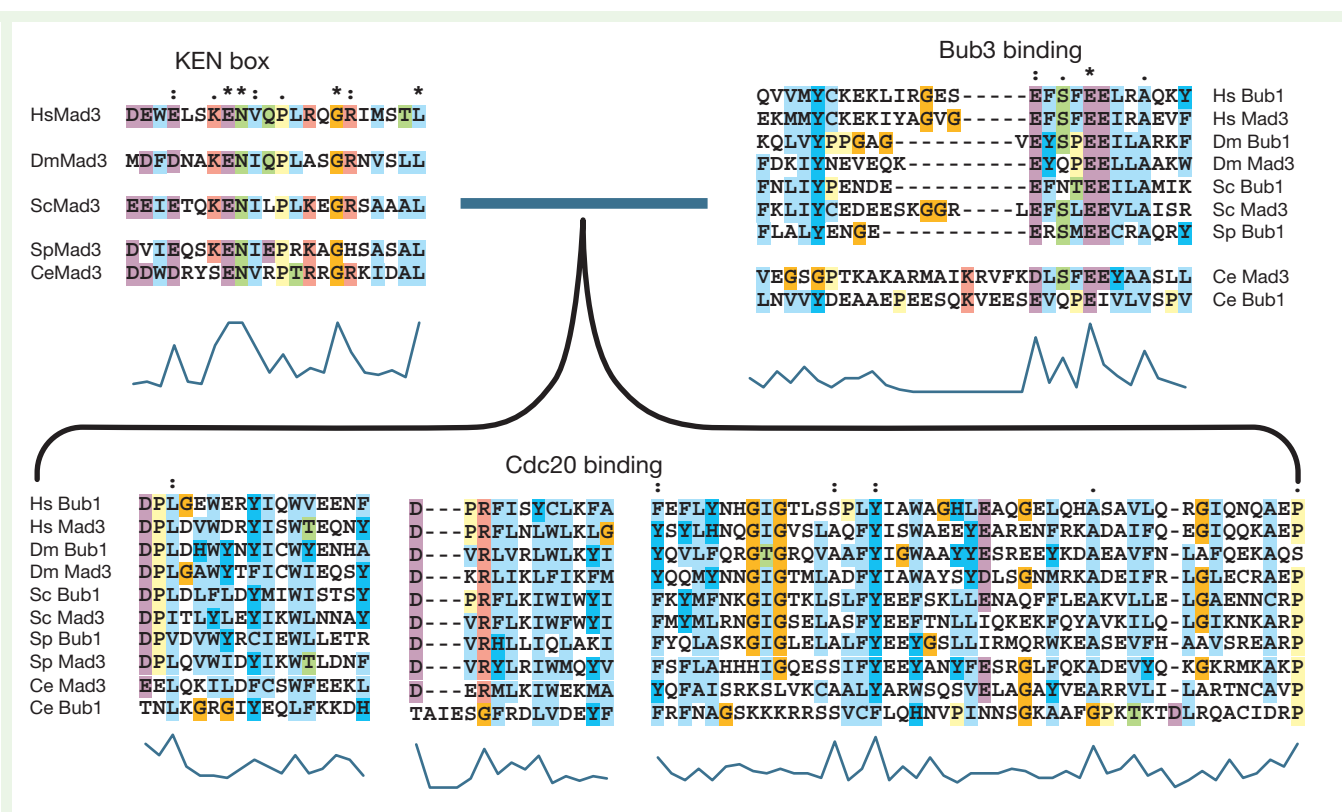 KEN box
: .**: . *: *
HsMad3 DEWELSKENVQPLRQGRIMSTL
DmMad3 MDFDNAKENIQPLASGRNVSLL
ScMad3 EEIETQKENILPLKEGRSAAAL
SpMad3 DVIEQSKENIEPRKAGHSASAL
CeMad3 DDWDRYSENVRPTRRGRKIDAL
Bub3 binding
: . * .
QVVMYCKEKLIRGES-----EFSFEELRAQKY Hs Bub1
EKMMYCKEKIYAGVG-----EFSFEEIRAEVF Hs Mad3
KQLVYPPGAG---------VEYSPEEILARKF Dm Bub1
FDKIYNEVEQK---------EYQPEELLAAKW Dm Mad3
FNLIYPENDE----------EFNTEEILAMIK Sc Bub1
FKLIYCEDEESKGGR----LEFSLEEVLAISR Sc Mad3
FLALYENGE-----------ERSMEECRAQRY Sp Bub1
VEGSGPTKAKARMAIKRVFKDLSFEEYAASLL Ce Mad3
LNVVYDEAAEPEESQKVEESEVQPEIVLVSPV Ce Bub1
Cdc20 binding
: : : : . .
Hs Bub1 DPLGEWERYIQWVEENF D---PRFISYCLKFA FEFLYNHGIGTLSSPLYIAWAGHLEAQGELQHASAVLQ-RGIQNQAEP
Hs Mad3 DPLDVWDRYISWTEQNY D---PRFLNLWLKLG YSYLHNQGIGVSLAQFYISWAEEYEARENFRKADAIFQ-EGIQQKAEP
Dm Bub1 DPLDHWYNYICWYENHA D---VRLVRLWLKYI YQVLFQRGTGRQVAAFYIGWAAYYESREEYKDAEAVFN-LAFQEKAQS
Dm Mad3 DPLGAWYTFICWIEQSY D---KRLIKLFIKFM YQQMYNNGIGTMLADFYIAWAYSYDLSGNMRKADEIFR-LGLECRAEP
Sc Bub1 DPLDLFLDYMIWISTSY D---PRFLKIWIWYI FKYMFNKGIGTKLSLFYEEFSKLLENAQFFLEAKVLLE-LGAENNCRP
Sc Mad3 DPITLYLEYIKWLNNAY D---VRFLKIWFWYI FMYMLRNGIGSELSFYEEFTNLLIQKEKFQYAVKILQ-LGIKNKARP
Sp Bub1 DPVDVWYRCIEWLLETR D---VRHLLIQLAKI FYQLASKGIGLELALFYEEYGSLLIRMQRWKEASEVFH-AAVSREARP
Sp Mad3 DPLQVWIDYIKWTLDNF D---VRYLRIWMQYV FSFLAHHHIGQESSIFYEEYANYFESRGLFQKADEVYQ-KGKRMKAKP
Ce Mad3 EELQKILDFCSWFEEKL D---ERMLKIWEKMA YQFAISRKSLVKCAALYARWSQSVELAGAYVEARRVLI-LARTNCAVP
Ce Bub1 TNLKGRGIYEQLFKKDH TAIESGFRDLVDEYF FRFNAGSKKKRRSSVCFLQHNVPINNSGKAAFGPKTKTDLRQACIDRP